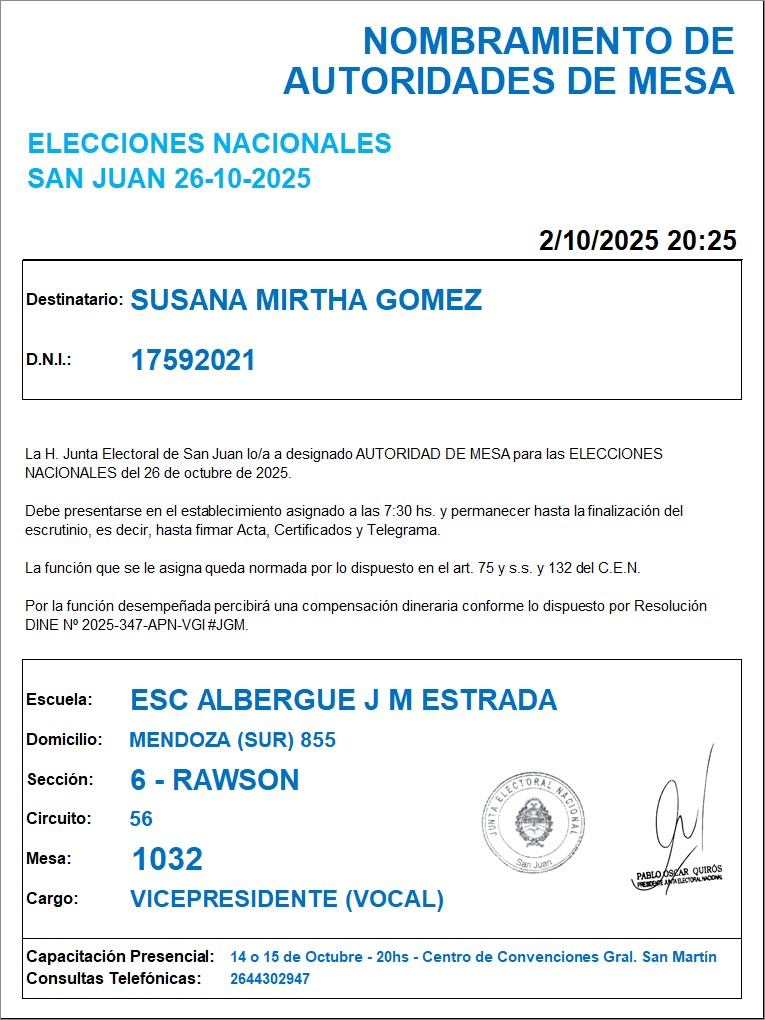 NOMBRAMIENTO DE
AUTORIDADES DE MESA
ELECCIONES NACIONALES
SAN JUAN 26-10-2025
2/10/2025 20:25
Destinatario: SUSANA MIRTHA GOMEZ
D.N.I.: 17592021
La H. Junta Electoral de San Juan lo/a a designado AUTORIDAD DE MESA para las ELECCIONES
NACIONALES del 26 de octubre de 2025.
Debe presentarse en el establecimiento asignado a las 7:30 hs. y permanecer hasta la finalización del
escrutinio, es decir, hasta firmar Acta, Certificados y Telegrama.
La función que se le asigna queda normada por lo dispuesto en el art. 75 y s.s. y 132 del C.E.N.
Por la función desempeñada percibirá una compensación dineraria conforme lo dispuesto por Resolución
DINE Nº 2025-347-APN-VGI#JGM.
Escuela: ESC ALBERGUE J M ESTRADA
Domicilio: MENDOZA (SUR) 855
Sección: 6 - RAWSON
Circuito: 56
Mesa: 1032
Cargo: VICEPRESIDENTE (VOCAL)
JUNTA ELECTORAL NACIONAL
San Juan
PABLO OSCAR QUIRÓS
PRESIDENTE JUNTA ELECTORAL NACIONAL
Capacitación Presencial: 14 o 15 de Octubre - 20hs - Centro de Convenciones Gral. San Martín
Consultas Telefónicas: 2644302947